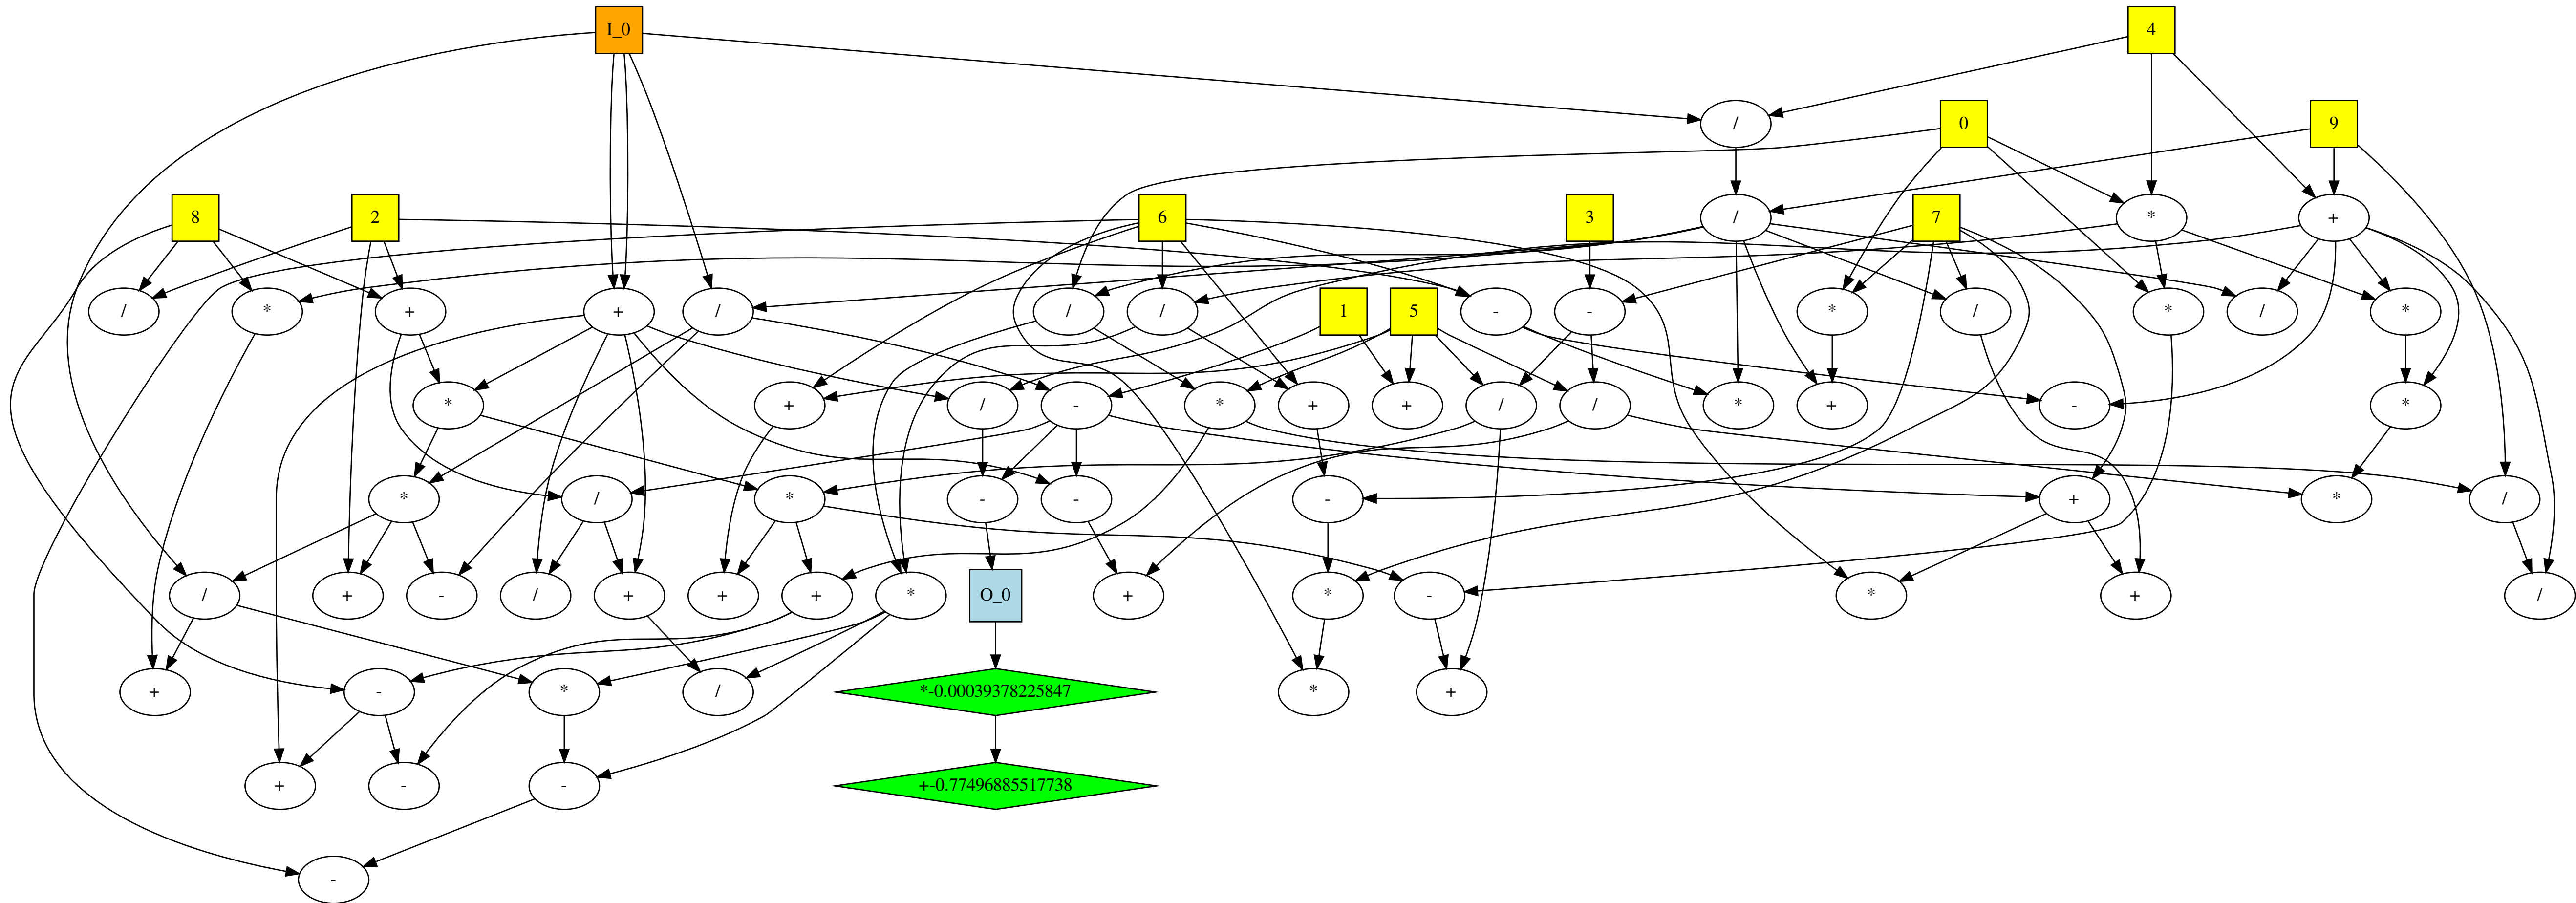 I_0 4
/ 0 9
8 2 6 3 / 7 * +
/ * + + / / / 1 5 - - * / * / *
* + / - * + + / / * + - *
* / * - - - + * /
/ + - / + + + * O_0 + * - * + /
+ - * / *-0.00039378225847 * +
+ - - +-0.77496885517738
-